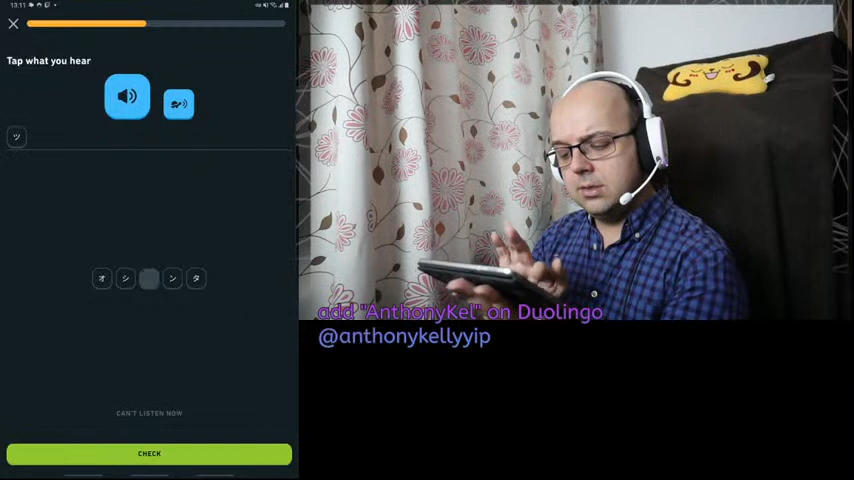 13:11
Tap what you hear
ツ
オ シ ン タ
CAN'T LISTEN NOW
CHECK
add "AnthonyKel" on Duolingo
@anthonykellyyip